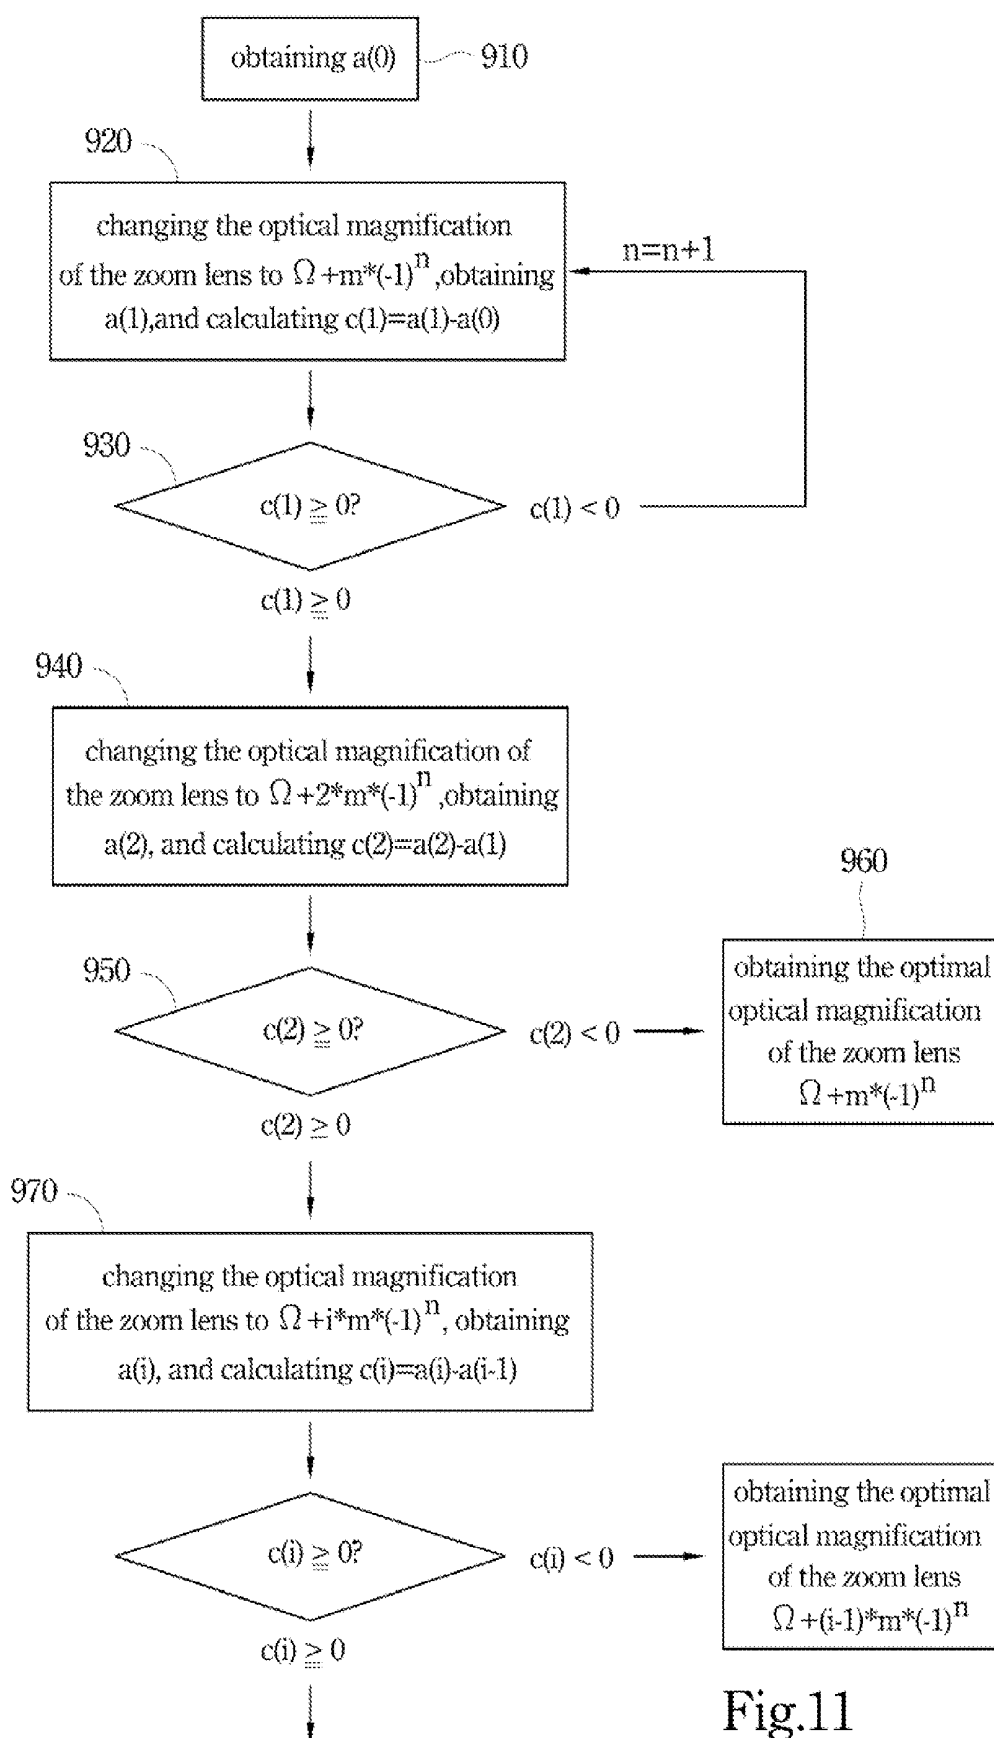 obtaining a(0)
910
920
changing the optical magnification
of the zoom lens to Ω+m*(-1)^n ,obtaining
a(1),and calculating c(1)=a(1)-a(0)
n=n+1
930
c(1) ≧ 0?
c(1) < 0
c(1) ≧ 0
940
changing the optical magnification of
the zoom lens to Ω+2*m*(-1)^n ,obtaining
a(2), and calculating c(2)=a(2)-a(1)
950
c(2) ≧ 0?
c(2) < 0
960
obtaining the optimal
optical magnification
of the zoom lens
Ω+m*(-1)^n
c(2) ≧ 0
970
changing the optical magnification
of the zoom lens to Ω+i*m*(-1)^n, obtaining
a(i), and calculating c(i)=a(i)-a(i-1)
c(i) ≧ 0?
c(i) < 0
obtaining the optimal
optical magnification
of the zoom lens
Ω+(i-1)*m*(-1)^n
c(i) ≧ 0
Fig.11